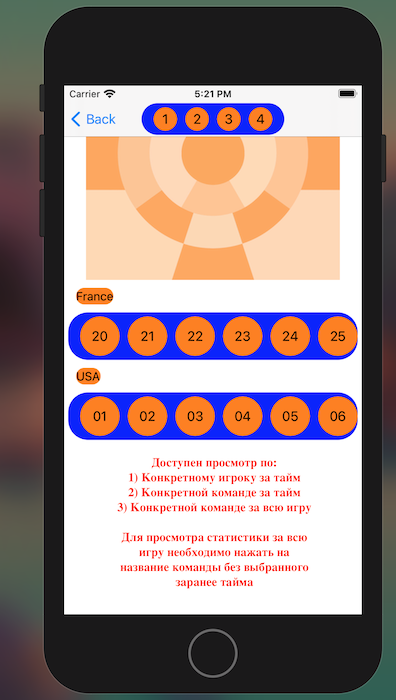 Carrier 5:21 PM
Back 1 2 3 4
France
20 21 22 23 24 25
USA
01 02 03 04 05 06
Доступен просмотр по:
1) Конкретному игроку за тайм
2) Конкретной команде за тайм
3) Конкретной команде за всю игру
Для просмотра статистики за всю
игру необходимо нажать на
название команды без выбранного
заранее тайма